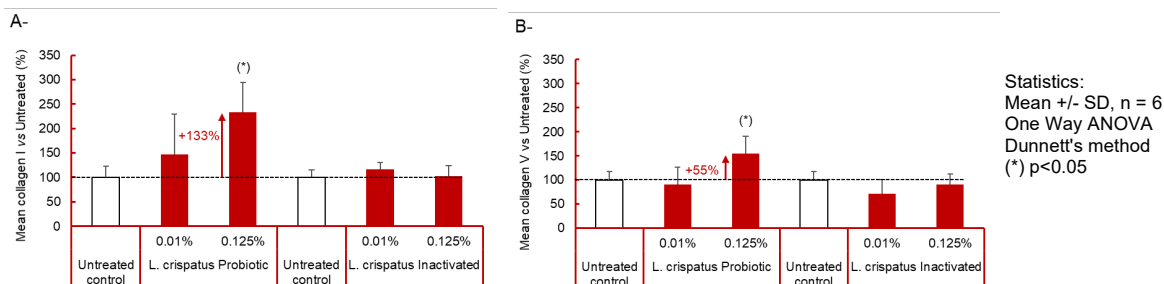 A-
Mean collagen I vs Untreated (%)
350
300
250
200
150
100
50
0
(*)
+133%
0.01% 0.125% 0.01% 0.125%
Untreated L. crispatus Probiotic Untreated L. crispatus Inactivated
control control
B-
Mean collagen V vs Untreated (%)
350
300
250
200
150
100
50
0
(*)
+55%
0.01% 0.125% 0.01% 0.125%
Untreated L. crispatus Probiotic Untreated L. crispatus Inactivated
control control
Statistics:
Mean +/- SD, n = 6
One Way ANOVA
Dunnett's method
(*) p<0.05